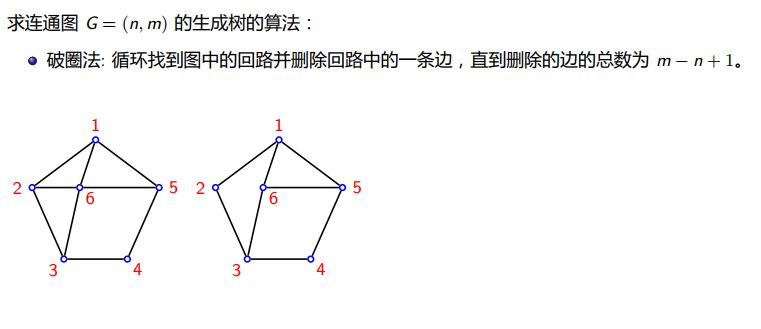 求连通图 G = (n, m) 的生成树的算法：
破圈法: 循环找到图中的回路并删除回路中的一条边，直到删除的边的总数为 m − n + 1。
1 1
2 5 2 5
6 6
3 4 3 4